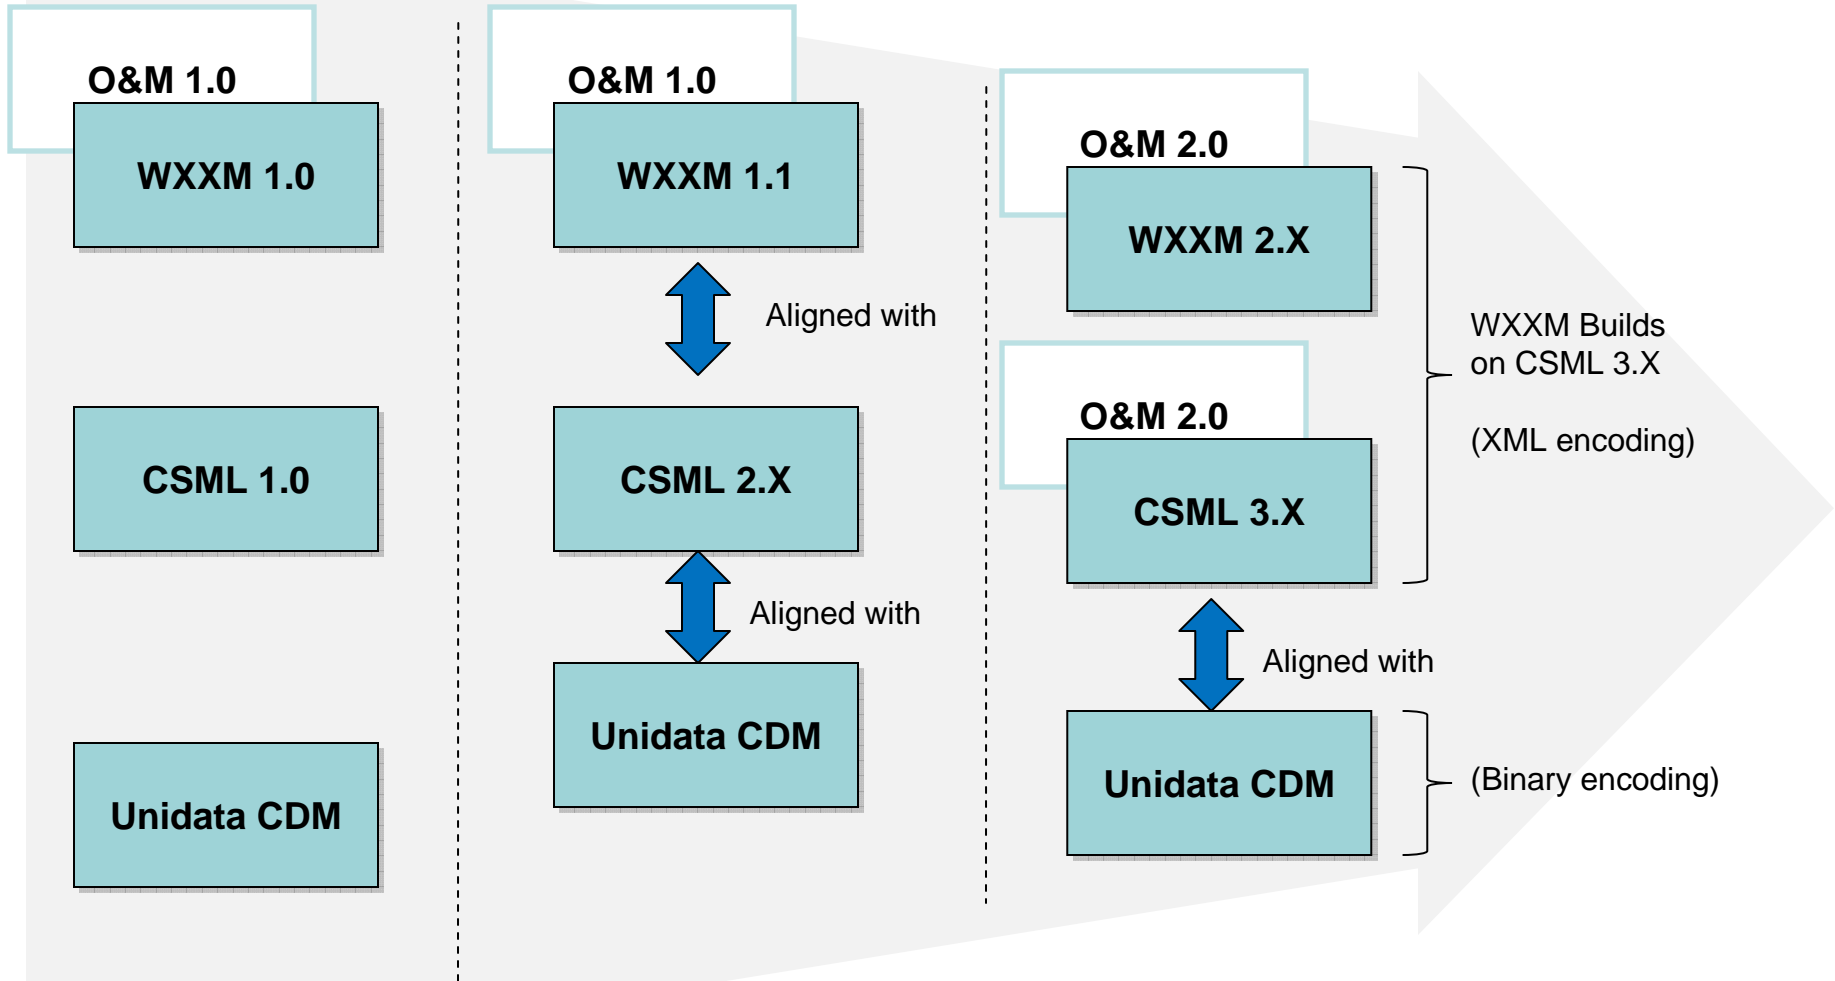 O&M 1.0
WXXM 1.0
CSML 1.0
Unidata CDM
O&M 1.0
WXXM 1.1
Aligned with
CSML 2.X
Aligned with
Unidata CDM
O&M 2.0
WXXM 2.X
O&M 2.0
CSML 3.X
Aligned with
Unidata CDM
WXXM Builds
on CSML 3.X
(XML encoding)
(Binary encoding)